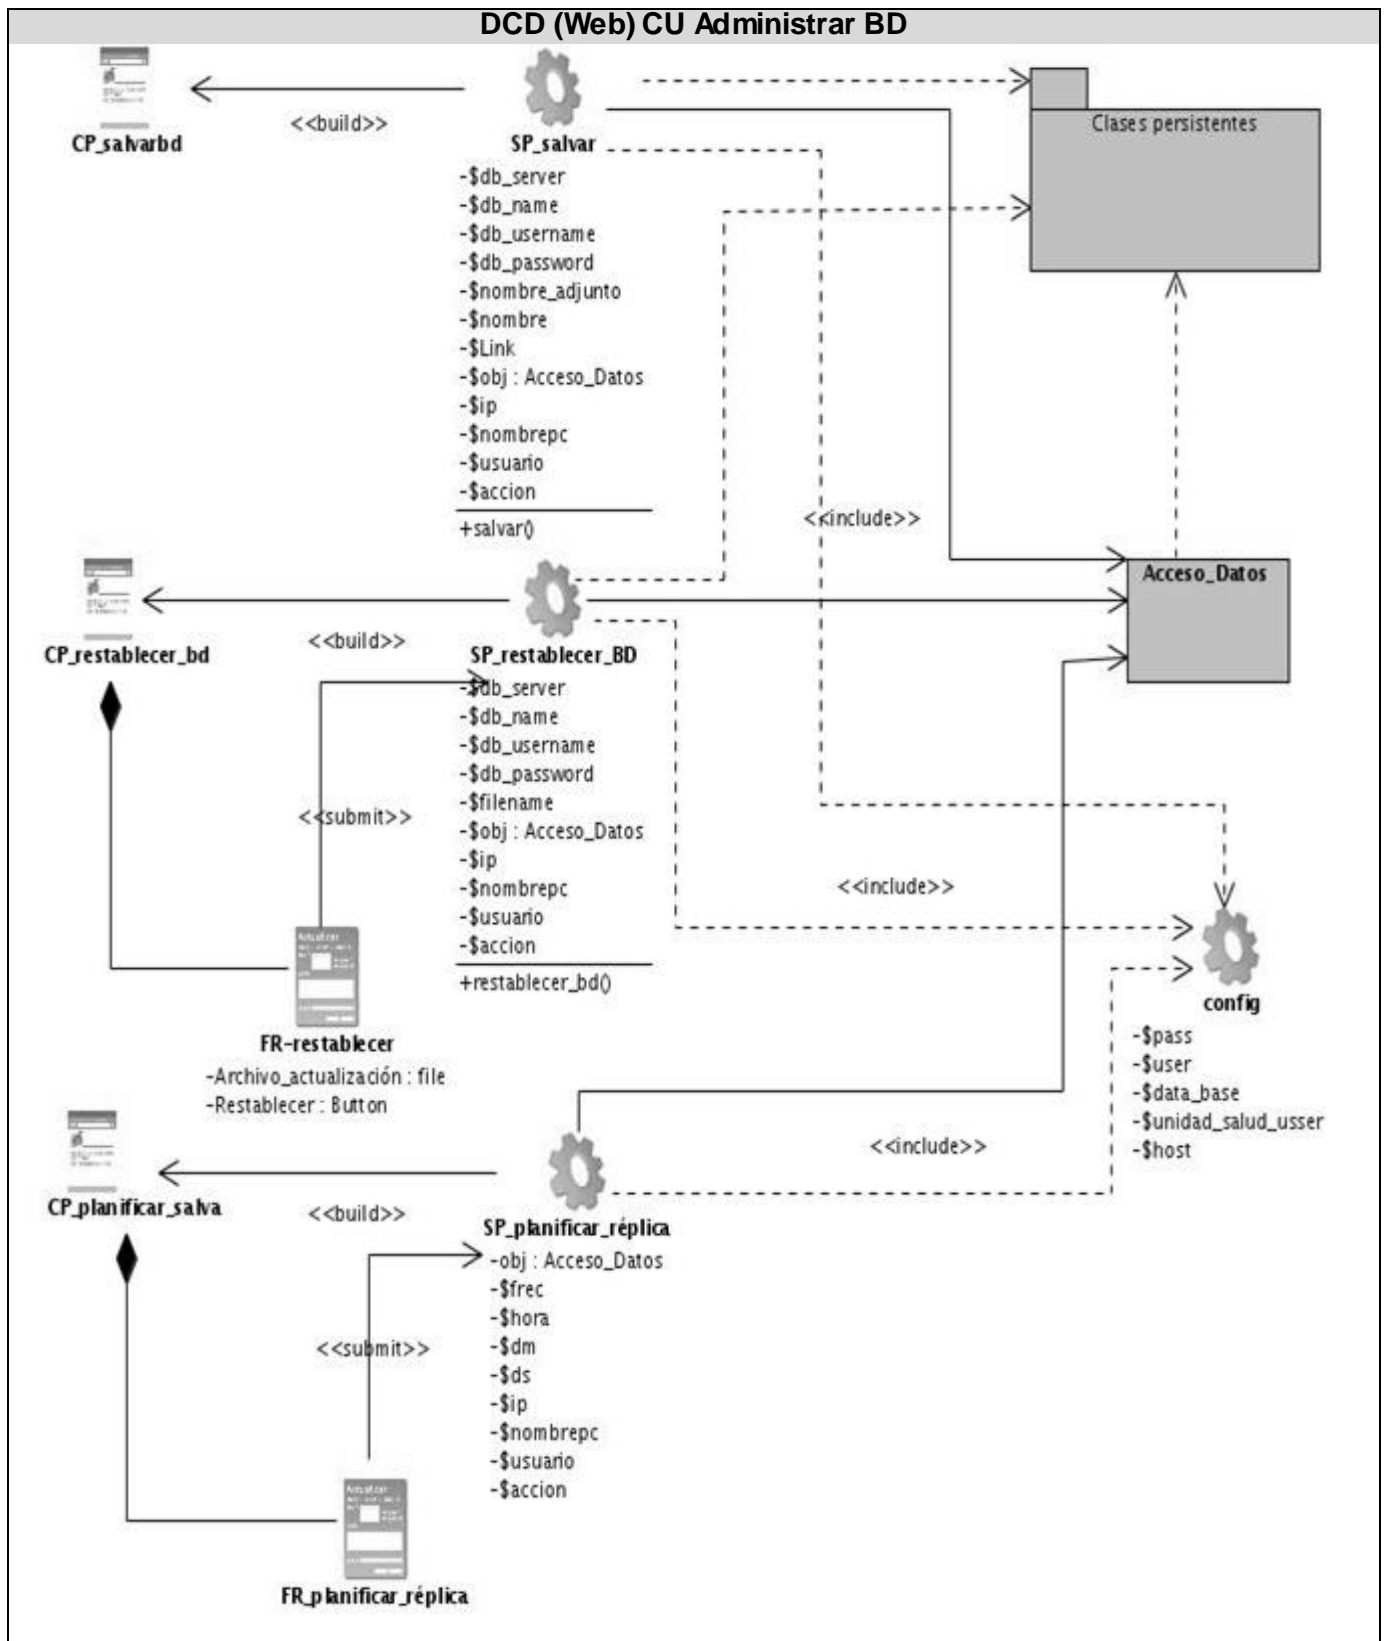 DCD (Web) CU Administrar BD
CP_salvarbd
<<build>>
SP_salvar
-$db_server
-$db_name
-$db_username
-$db_password
-$nombre_adjunto
-$nombre
-$Link
-$obj : Acceso_Datos
-$ip
-$nombrepc
-$usuario
-$accion
+salvar()
Clases persistentes
<<include>>
Acceso_Datos
CP_restablecer_bd
<<build>>
SP_restablecer_BD
-$db_server
-$db_name
-$db_username
-$db_password
-$filename
-$obj : Acceso_Datos
-$ip
-$nombrepc
-$usuario
-$accion
+restablecer_bd()
<<submit>>
<<include>>
FR-restablecer
-Archivo_actualización : file
-Restablecer : Button
config
-$pass
-$user
-$data_base
-$unidad_salud_usser
-$host
CP_planificar_salva
<<build>>
<<include>>
SP_planificar_réplica
-obj : Acceso_Datos
-$frec
-$hora
-$dm
-$ds
-$ip
-$nombrepc
-$usuario
-$accion
<<submit>>
FR_planificar_réplica